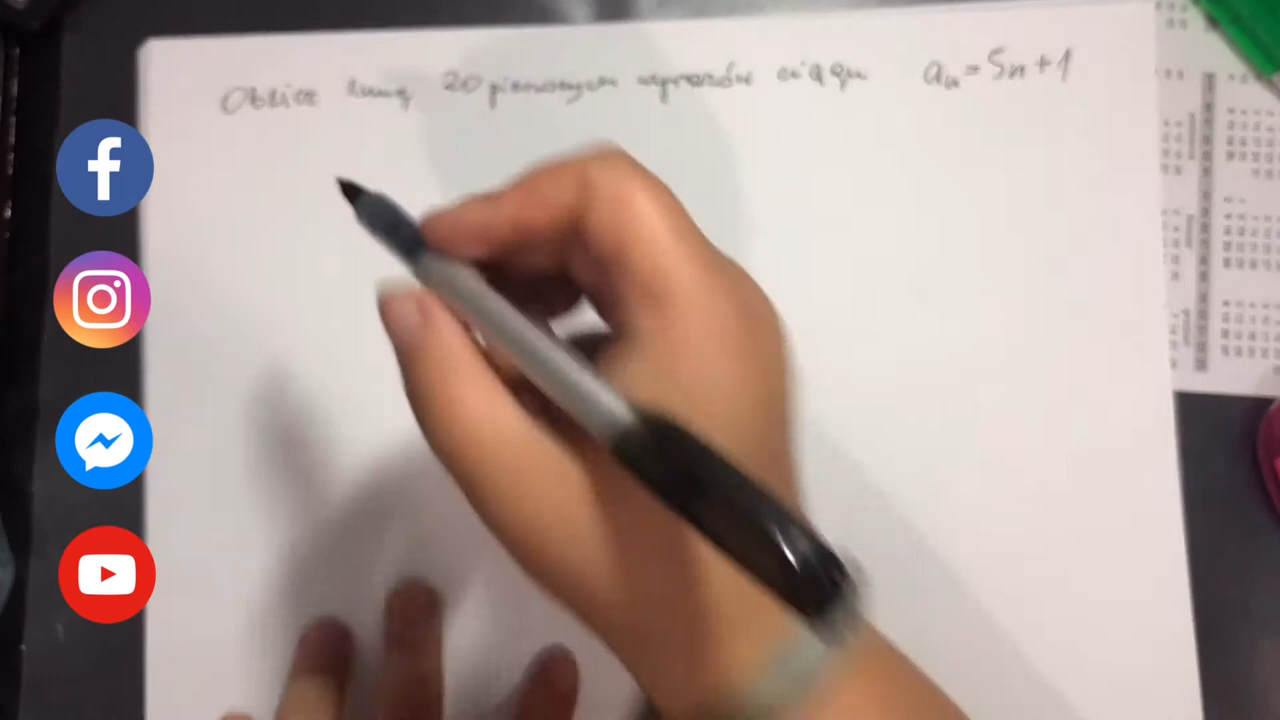 Oblicz sumę 20 pierwszych wyrazów ciągu aₙ = 5n+1